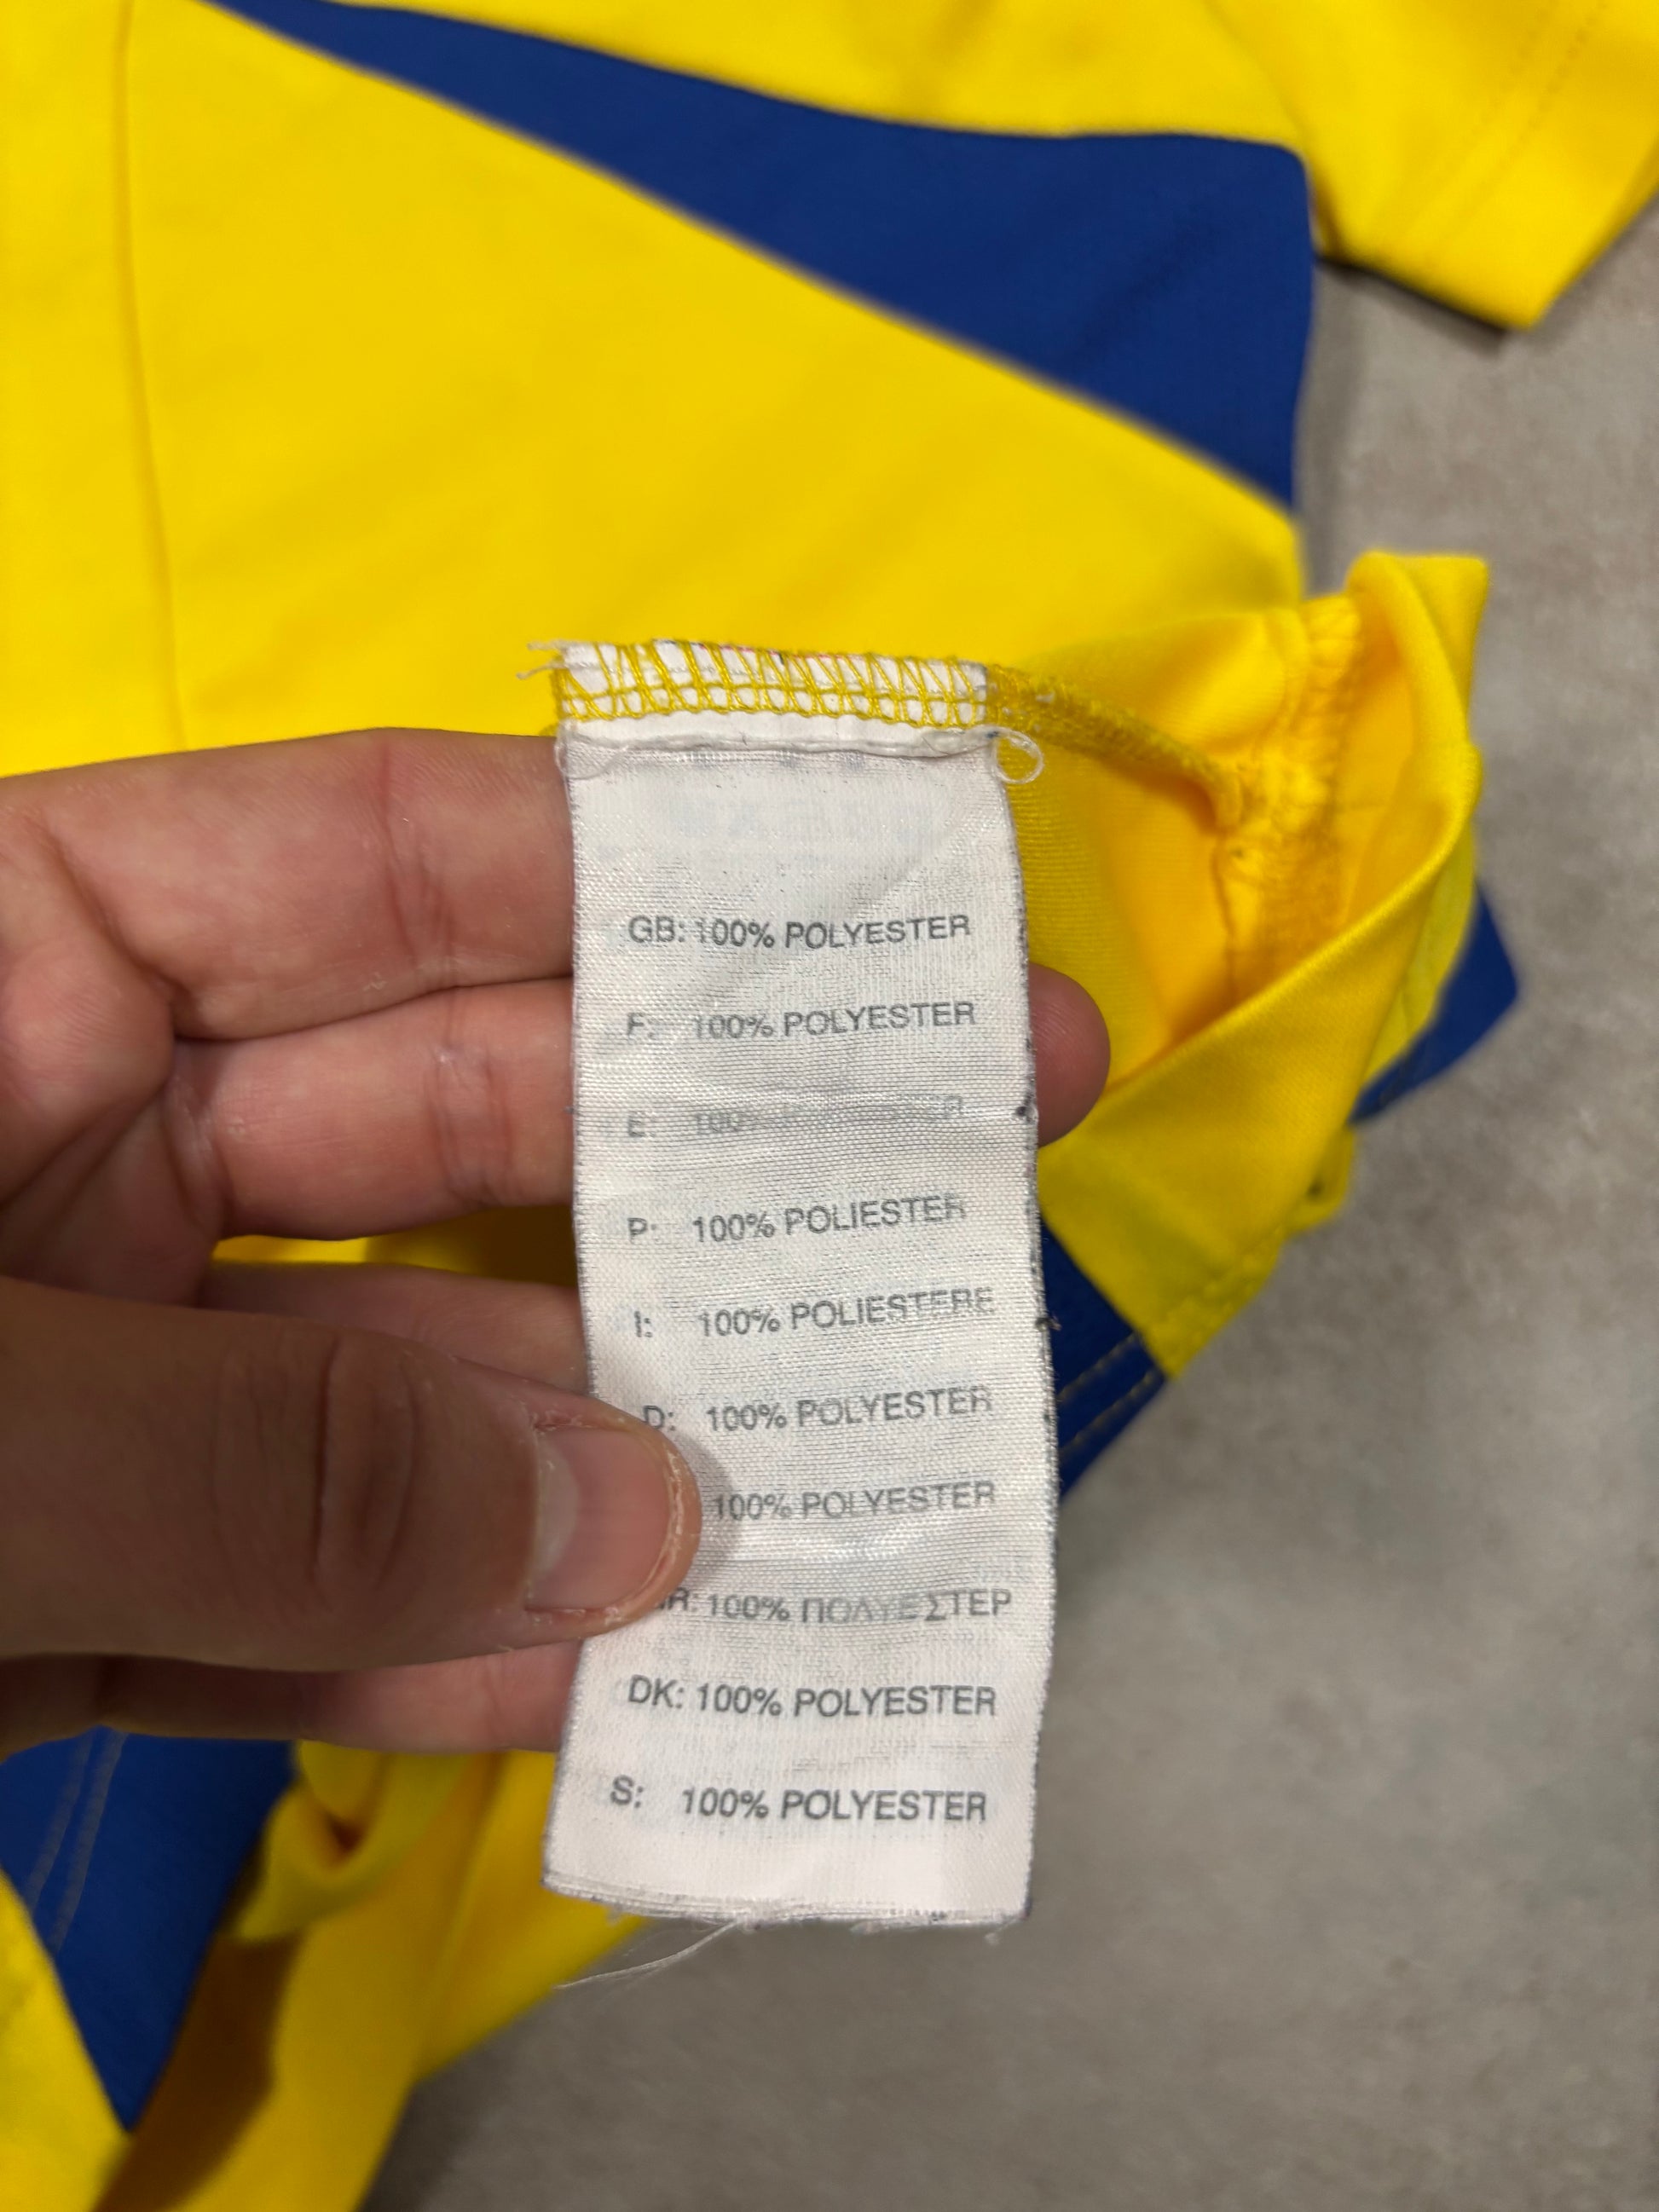 GB: 100% POLYESTER
F: 100% POLYESTER
E: 100%
P: 100% POLIESTER
I: 100% POLIESTERE
D: 100% POLYESTER
100% POLYESTER
R: 100% ΠΟΛΥΕΣΤΕΡ
DK: 100% POLYESTER
S: 100% POLYESTER